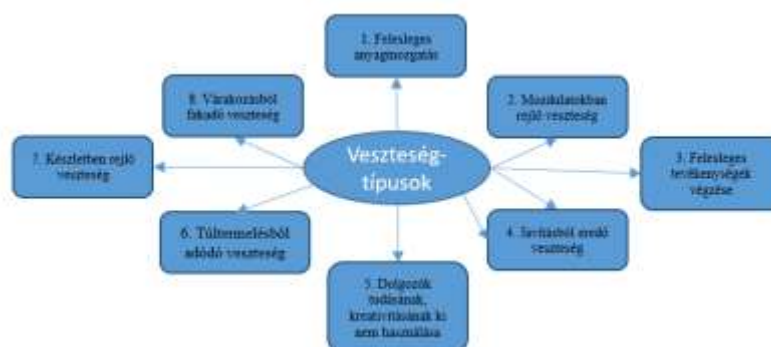 1. Felesleges
anyagmozgatás
8. Várakozásból
fakadó veszteség
2. Mozdulatokban
rejlő veszteség
7. Készletben rejlő
veszteség
Veszteség-
típusok
3. Felesleges
tevékenységek
végzése
6. Túltermelésből
adódó veszteség
4. Javításból eredő
veszteség
5. Dolgozók
tudásának,
kreativitásának ki
nem használása